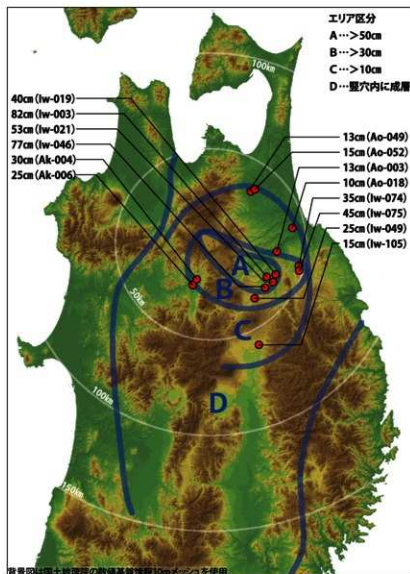 エリア区分
A…>50cm
B…>30cm
C…>10cm
D…竪穴内に成層
40cm(Iw-019)
82cm(Iw-003)
53cm(Iw-021)
77cm(Iw-046)
30cm(Ak-004)
25cm(Ak-006)
13cm(Ao-049)
15cm(Ao-052)
13cm(Ao-003)
10cm(Ao-018)
35cm(Iw-074)
45cm(Iw-075)
25cm(Iw-049)
15cm(Iw-105)
100km
A
B
50km
C
D
100km
150km
背景図は国土地理院の数値基盤情報10mメッシュを使用